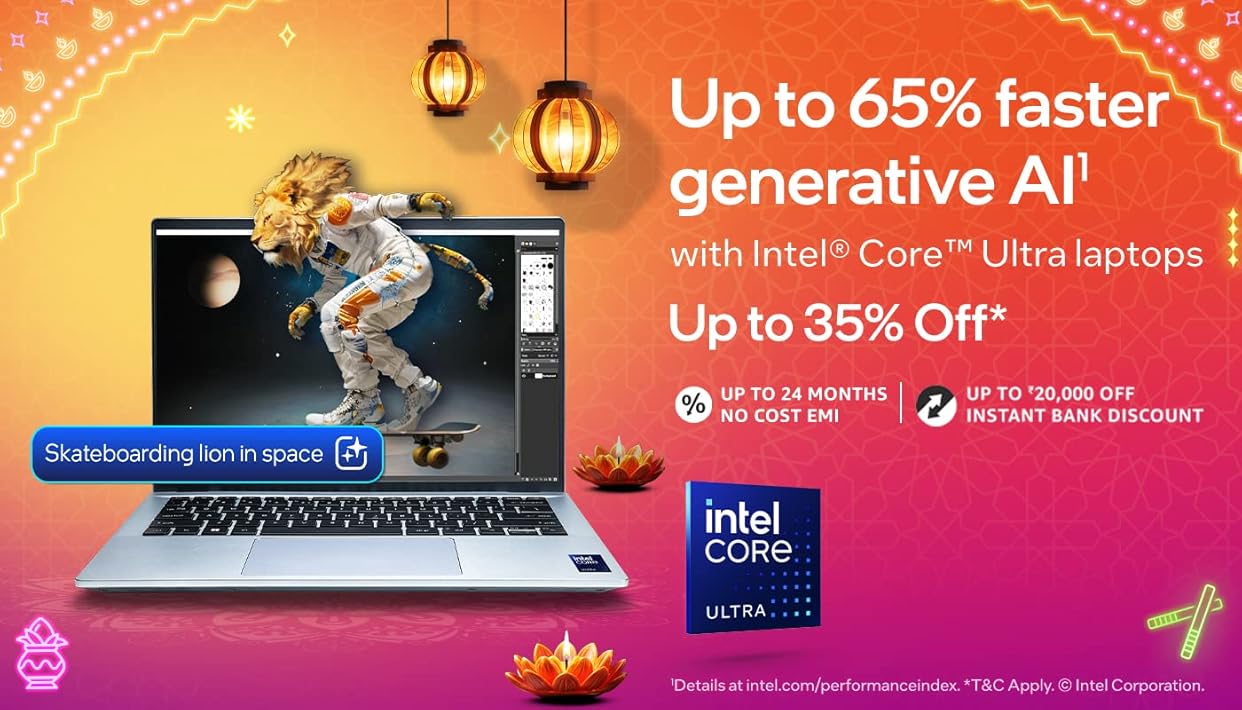 Up to 65% faster
generative AI¹
with Intel® Core™ Ultra laptops
Up to 35% Off*
% UP TO 24 MONTHS
NO COST EMI
UP TO ₹20,000 OFF
INSTANT BANK DISCOUNT
Skateboarding lion in space
intel
CORE
ULTRA
intel
CORE
¹Details at intel.com/performanceindex. *T&C Apply. © Intel Corporation.